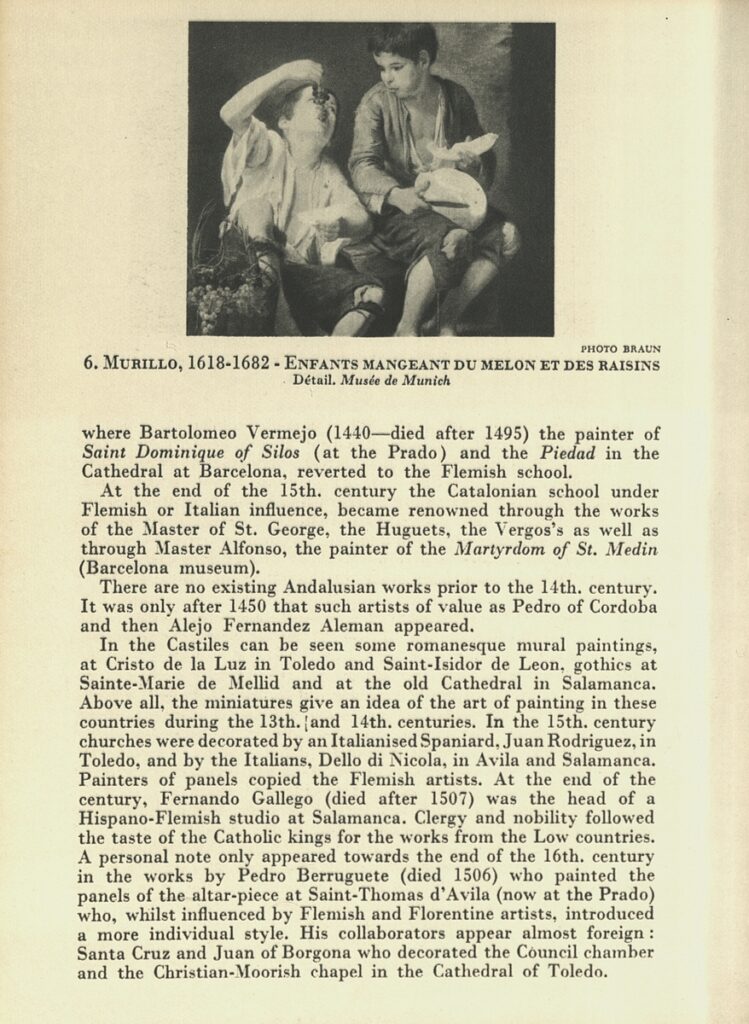 PHOTO BRAUN
6. MURILLO, 1618-1682 - ENFANTS MANGEANT DU MELON ET DES RAISINS
Détail. Musée de Munich
where Bartolomeo Vermejo (1440—died after 1495) the painter of
Saint Dominique of Silos (at the Prado) and the Piedad in the
Cathedral at Barcelona, reverted to the Flemish school.
At the end of the 15th. century the Catalonian school under
Flemish or Italian influence, became renowned through the works
of the Master of St. George, the Huguets, the Vergos's as well as
through Master Alfonso, the painter of the Martyrdom of St. Medin
(Barcelona museum).
There are no existing Andalusian works prior to the 14th. century.
It was only after 1450 that such artists of value as Pedro of Cordoba
and then Alejo Fernandez Aleman appeared.
In the Castiles can be seen some romanesque mural paintings,
at Cristo de la Luz in Toledo and Saint-Isidor de Leon, gothics at
Sainte-Marie de Mellid and at the old Cathedral in Salamanca.
Above all, the miniatures give an idea of the art of painting in these
countries during the 13th. and 14th. centuries. In the 15th. century
churches were decorated by an Italianised Spaniard, Juan Rodriguez, in
Toledo, and by the Italians, Dello di Nicola, in Avila and Salamanca.
Painters of panels copied the Flemish artists. At the end of the
century, Fernando Gallego (died after 1507) was the head of a
Hispano-Flemish studio at Salamanca. Clergy and nobility followed
the taste of the Catholic kings for the works from the Low countries.
A personal note only appeared towards the end of the 16th. century
in the works by Pedro Berruguete (died 1506) who painted the
panels of the altar-piece at Saint-Thomas d'Avila (now at the Prado)
who, whilst influenced by Flemish and Florentine artists, introduced
a more individual style. His collaborators appear almost foreign :
Santa Cruz and Juan of Borgona who decorated the Council chamber
and the Christian-Moorish chapel in the Cathedral of Toledo.